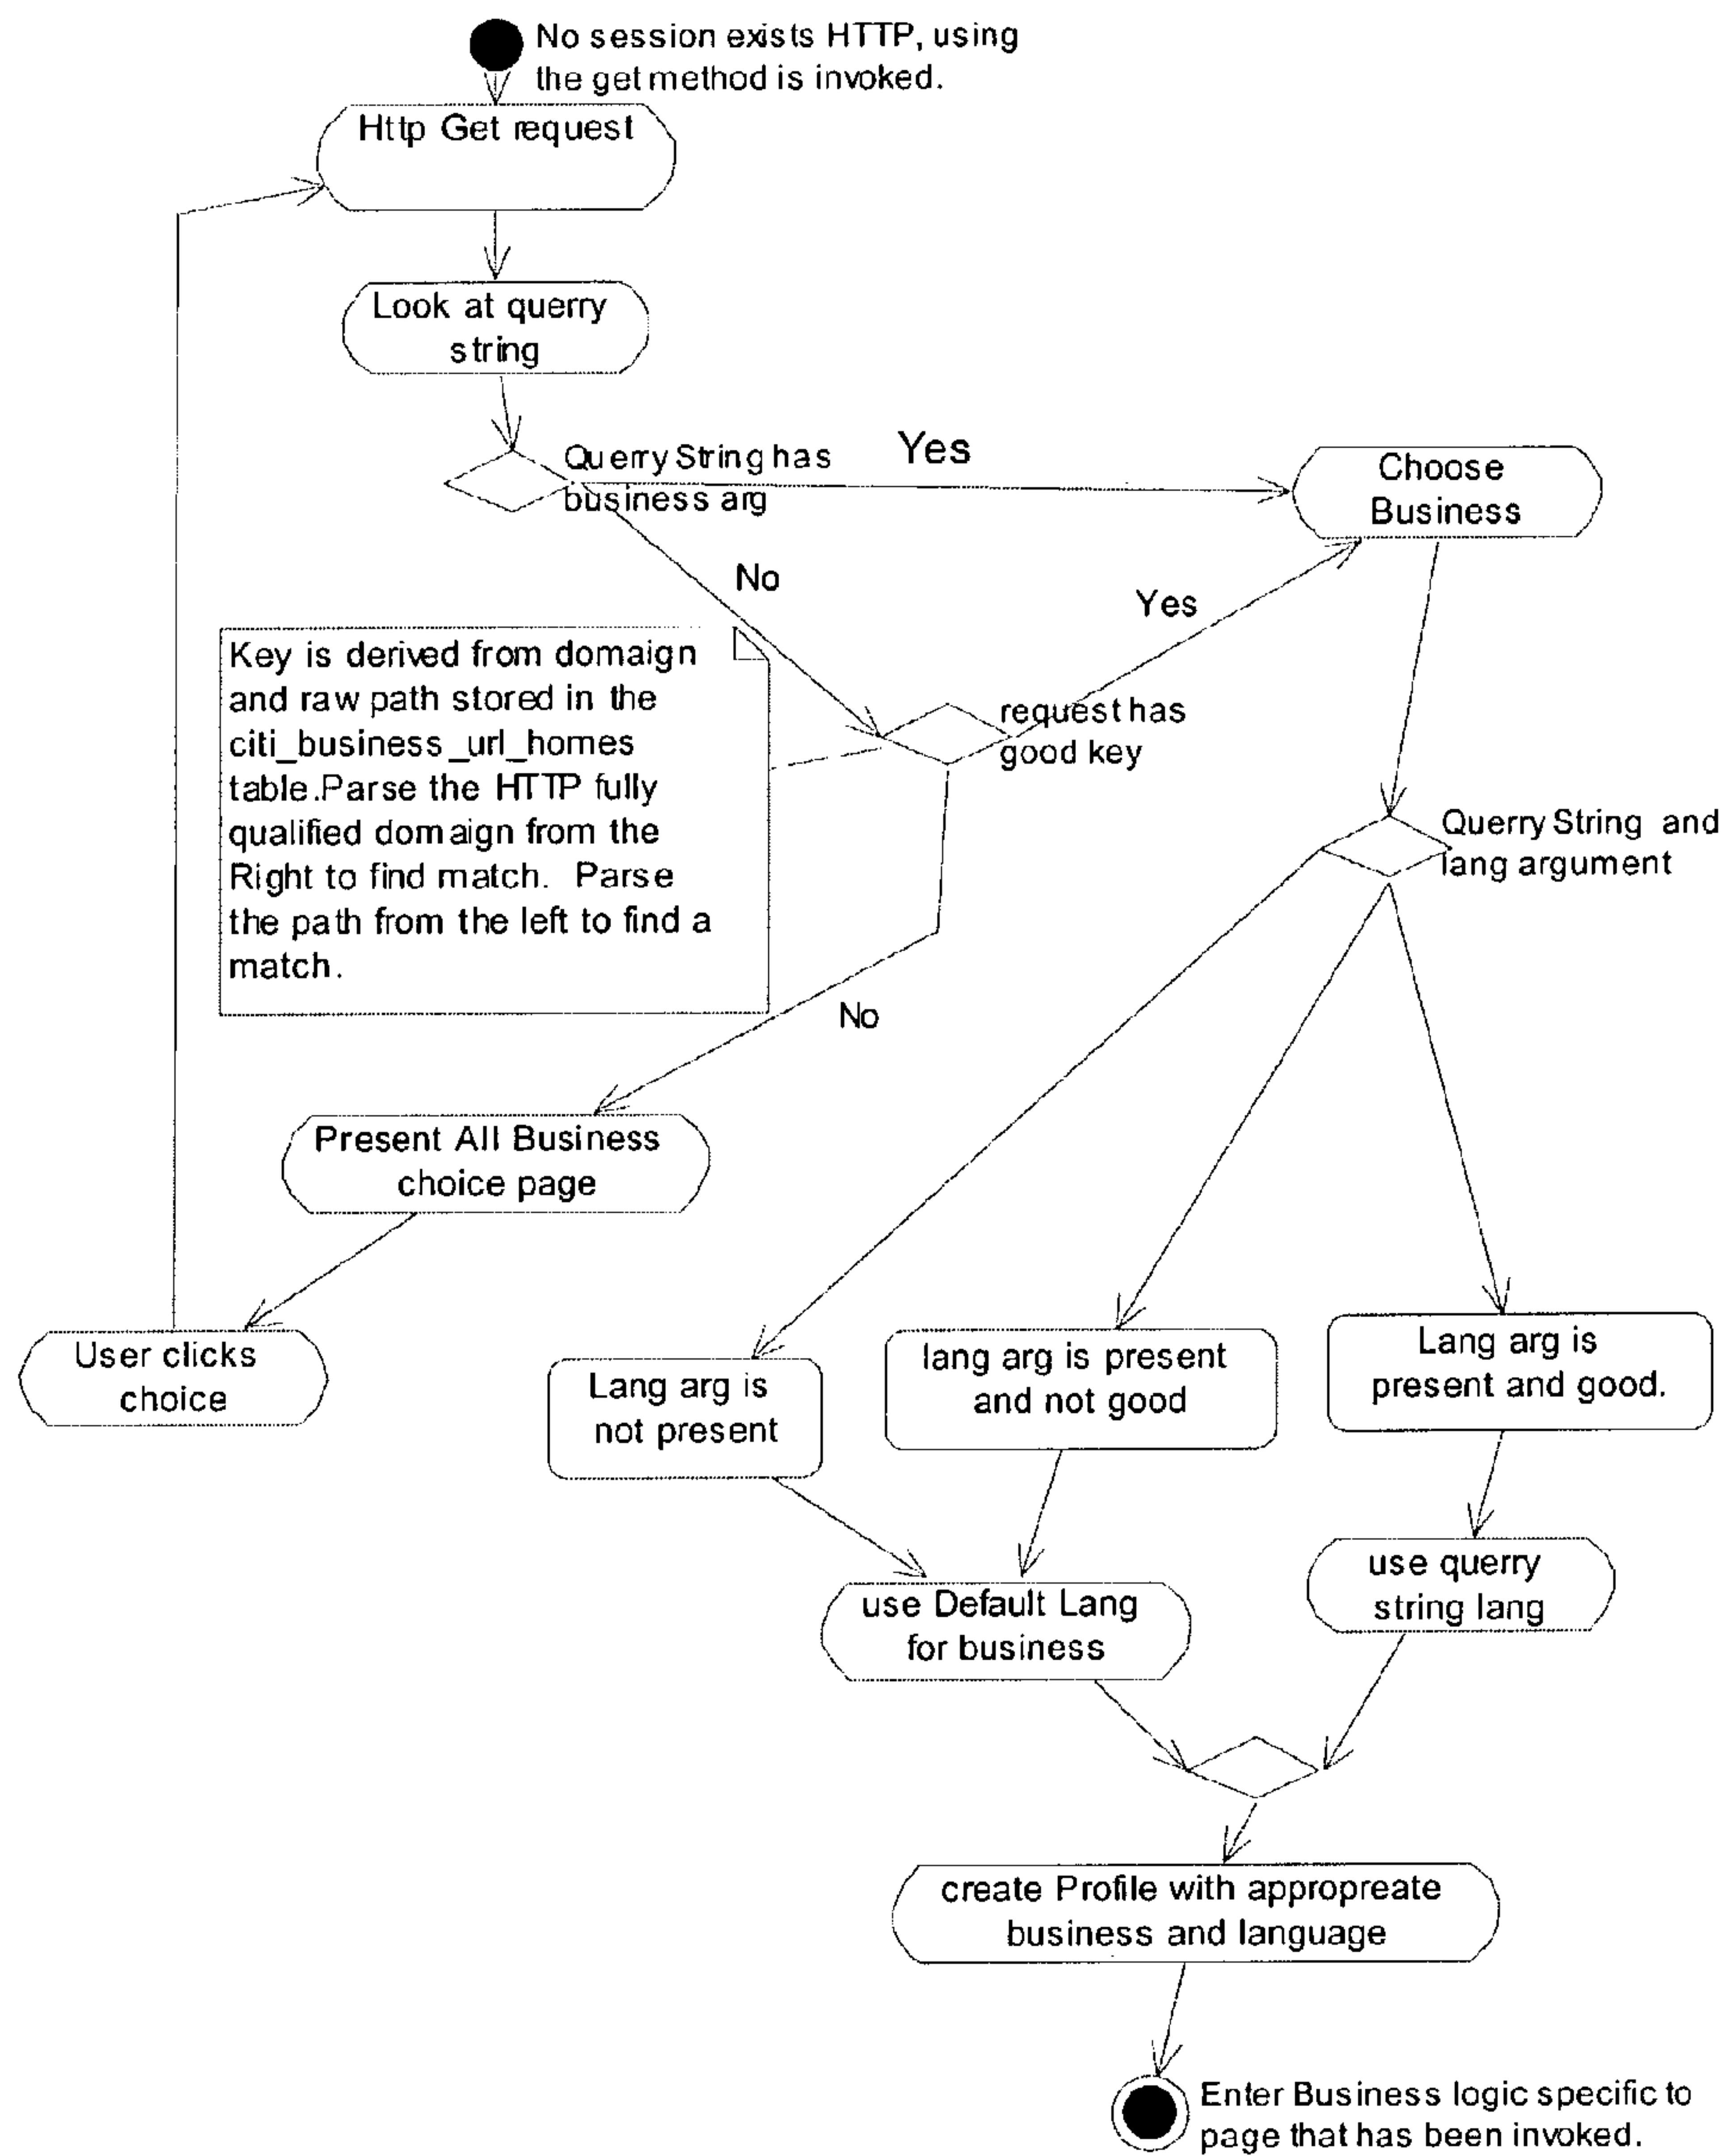 No session exists HTTP, using
the get method is invoked.
Http Get request
Look at querry
string
Querry String has
business arg
Yes
Choose
Business
No
Yes
Key is derived from domaign
and raw path stored in the
citi_business_url_homes
table.Parse the HTTP fully
qualified domaign from the
Right to find match. Parse
the path from the left to find a
match.
request has
good key
Querry String and
lang argument
No
Present All Business
choice page
User clicks
choice
Lang arg is
not present
lang arg is present
and not good
Lang arg is
present and good.
use Default Lang
for business
use querry
string lang
create Profile with appropreate
business and language
Enter Business logic specific to
page that has been invoked.